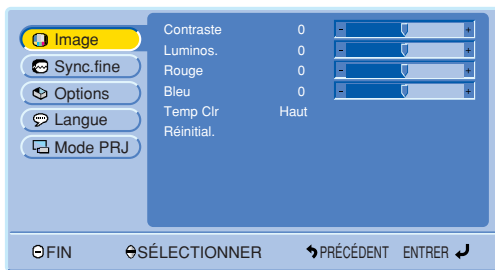 Image
Sync.fine
Options
Langue
Mode PRJ
Contraste 0 - +
Luminos. 0 - +
Rouge 0 - +
Bleu 0 - +
Temp Clr Haut
Réinitial.
FIN SÉLECTIONNER PRÉCÉDENT ENTRER